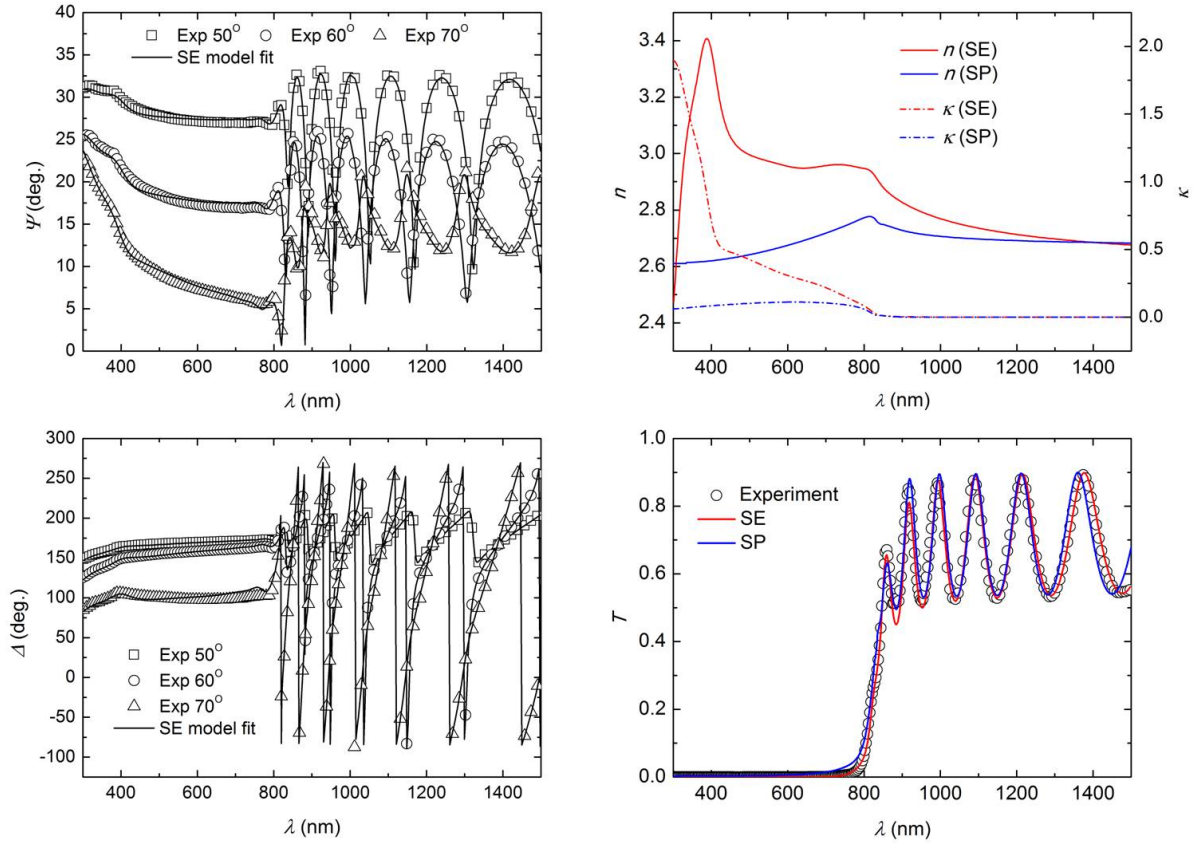 Exp 50° Exp 60° Exp 70°
SE model fit
40
35
30
25
20
15
10
5
0
Ψ (deg.)
400 600 800 1000 1200 1400
λ (nm)
3.4
3.2
3.0
2.8
2.6
2.4
n
n (SE)
n (SP)
κ (SE)
κ (SP)
2.0
1.5
1.0
0.5
0.0
κ
400 600 800 1000 1200 1400
λ (nm)
300
250
200
150
100
50
0
-50
-100
Δ (deg.)
Exp 50°
Exp 60°
Exp 70°
SE model fit
400 600 800 1000 1200 1400
λ (nm)
1.0
0.8
0.6
0.4
0.2
0.0
T
Experiment
SE
SP
400 600 800 1000 1200 1400
λ (nm)